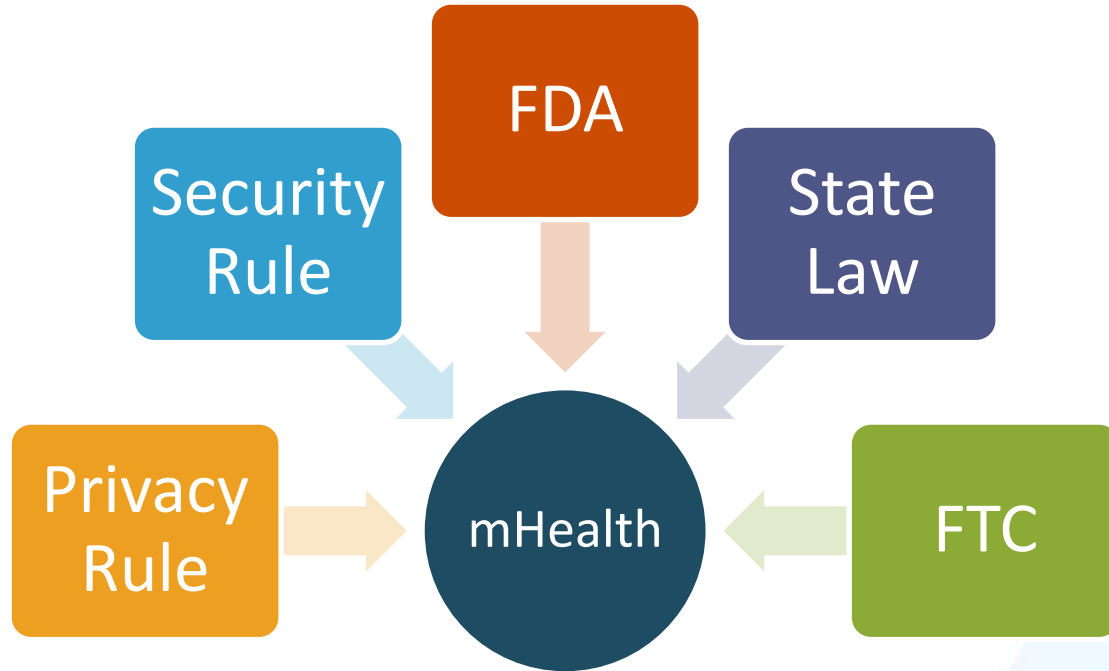 FDA
Security
Rule
State
Law
Privacy
Rule
mHealth
FTC